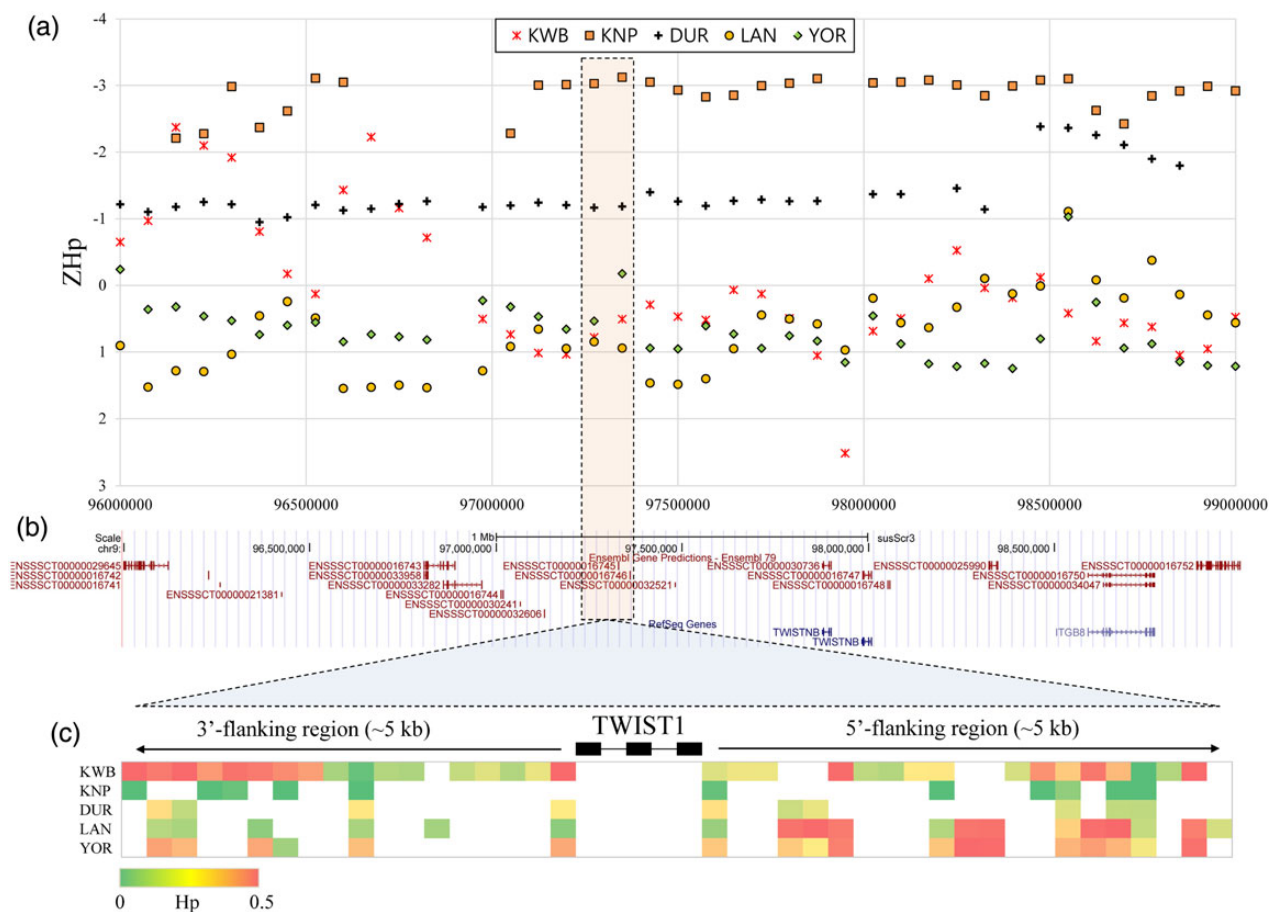 (a)
KWB KNP DUR LAN YOR
-4
-3
-2
-1
0
1
2
3
ZHp
96000000 96500000 97000000 97500000 98000000 98500000 99000000
(b)
Scale 1 Mb susScr3
chr9: 96,500,000 97,000,000 97,500,000 98,000,000 98,500,000
Ensembl Gene Predictions - Ensembl 79
ENSSSCT00000029645 ENSSSCT00000016743 ENSSSCT00000016745 ENSSSCT00000030736 ENSSSCT00000025990 ENSSSCT00000016752
ENSSSCT00000016742 ENSSSCT00000033958 ENSSSCT00000016746 ENSSSCT00000016747 ENSSSCT00000016750
ENSSSCT00000016741 ENSSSCT00000033282 ENSSSCT00000032521 ENSSSCT00000016748 ENSSSCT00000034047
ENSSSCT00000021381 ENSSSCT00000016744
ENSSSCT00000030241
ENSSSCT00000032606
RefSeq Genes
TWISTNB ITGB8
TWISTNB
(c)
3'-flanking region (~5 kb) TWIST1 5'-flanking region (~5 kb)
KWB
KNP
DUR
LAN
YOR
0 Hp 0.5